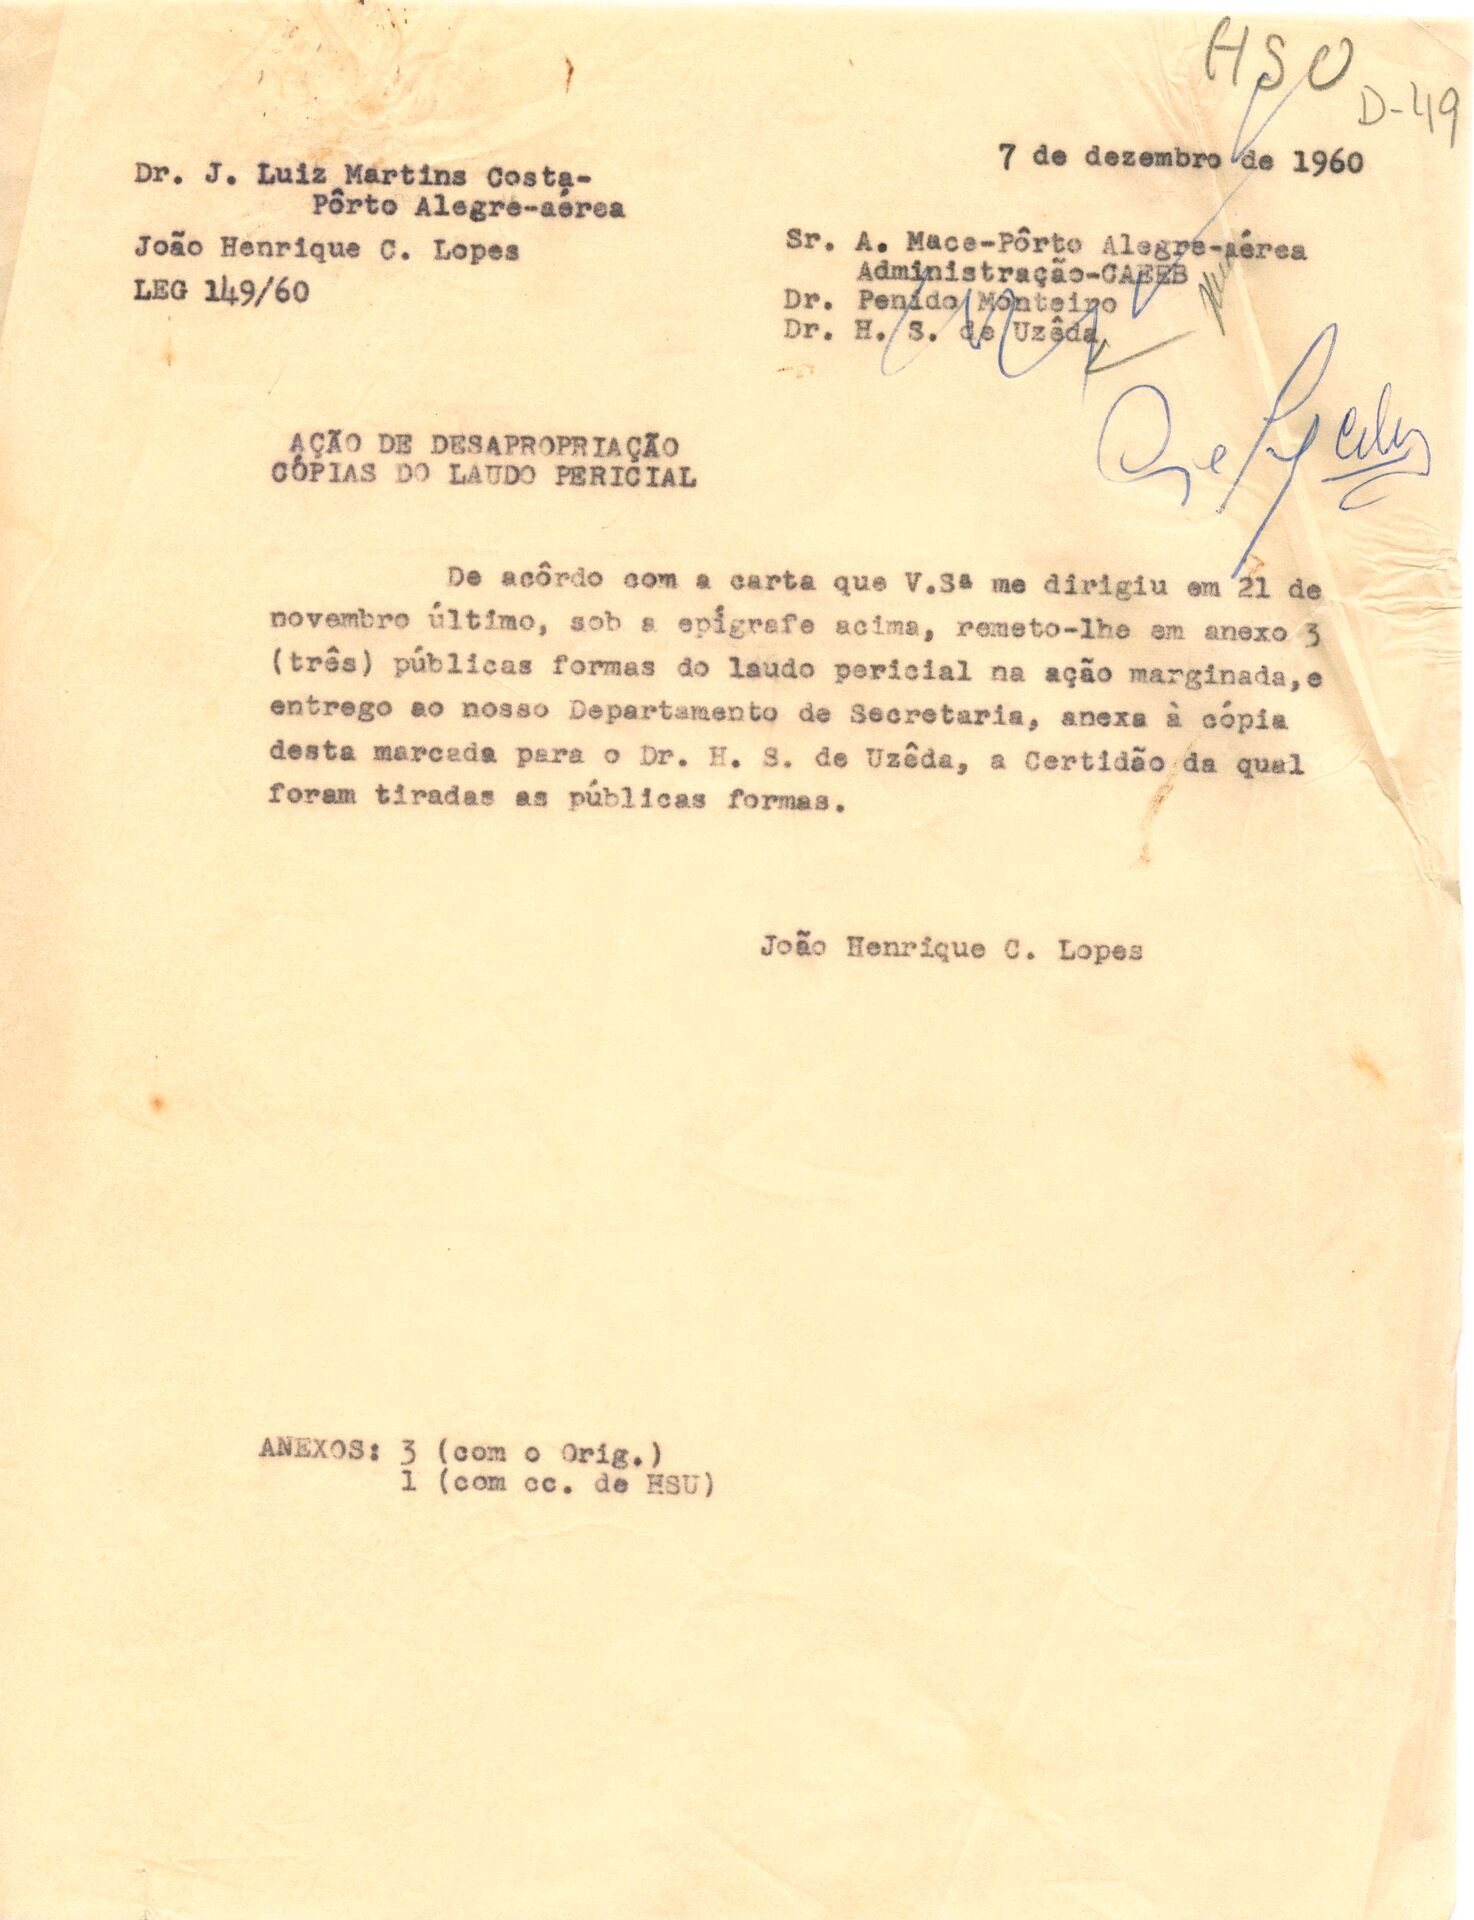 HSU
D-49
7 de dezembro de 1960
Dr. J. Luiz Martins Costa-
Pôrto Alegre-aérea
João Henrique C. Lopes
LEG 149/60
Sr. A. Mace-Pôrto Alegre-aérea
Administração-CAEEB
Dr. Penido Monteiro
Dr. H. S. de Uzêda
AÇÃO DE DESAPROPRIAÇÃO
CÓPIAS DO LAUDO PERICIAL
De acôrdo com a carta que V.Sª me dirigiu em 21 de
novembro último, sob a epígrafe acima, remeto-lhe em anexo 3
(três) públicas formas do laudo pericial na ação marginada,e
entrego ao nosso Departamento de Secretaria, anexa à cópia
desta marcada para o Dr. H. S. de Uzêda, a Certidão da qual
foram tiradas as públicas formas.
João Henrique C. Lopes
ANEXOS: 3 (com o Orig.)
1 (com cc. de HSU)